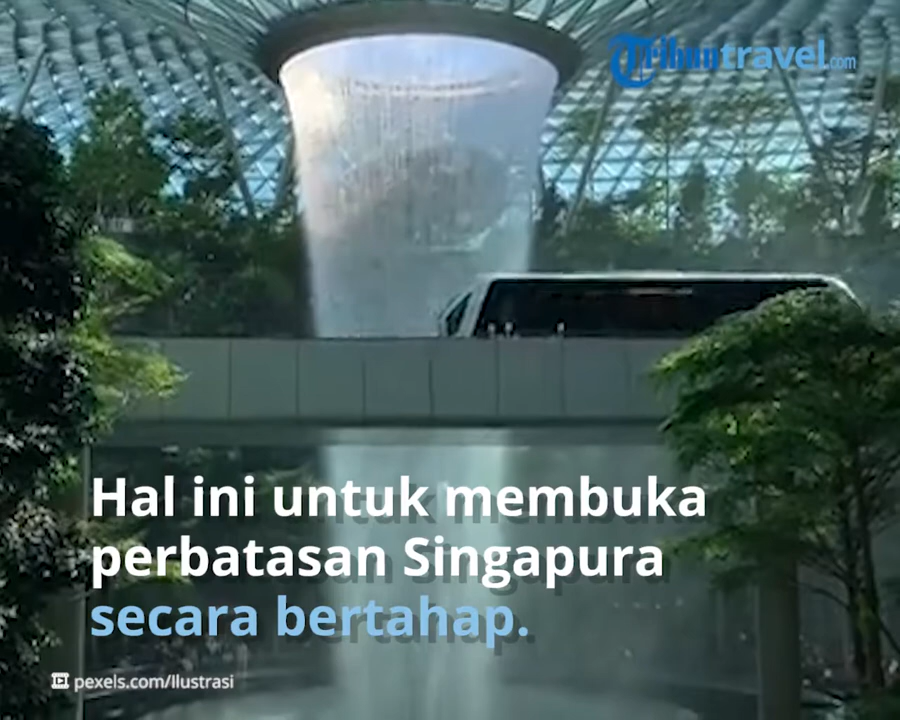 Tribuntravel.com
Hal ini untuk membuka
perbatasan Singapura
secara bertahap.
pexels.com/Ilustrasi